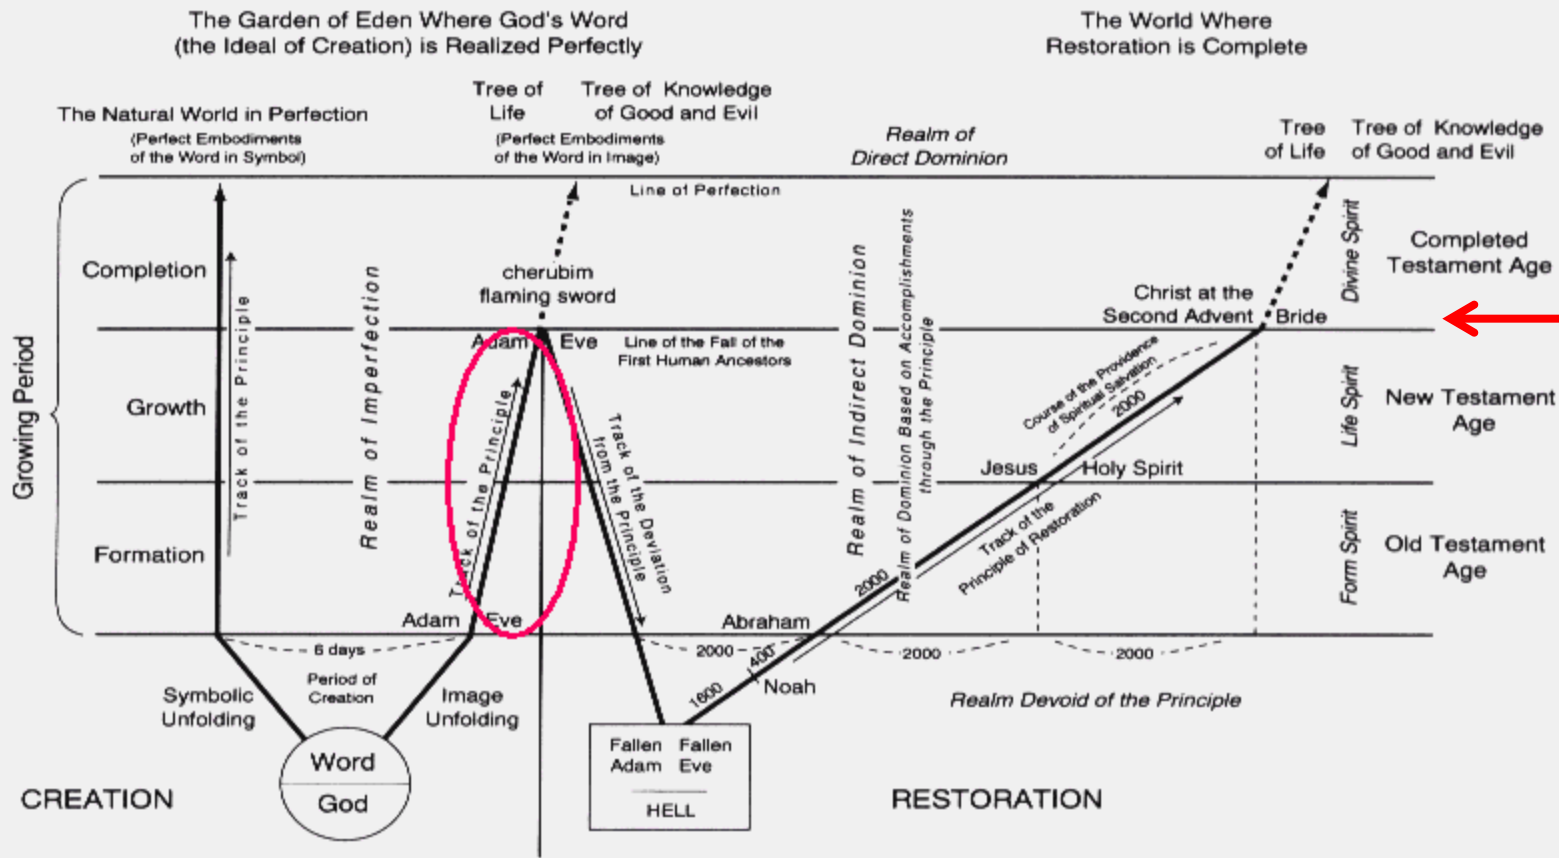 The Garden of Eden Where God's Word
(the Ideal of Creation) is Realized Perfectly
The World Where
Restoration is Complete
The Natural World in Perfection
(Perfect Embodiments
of the Word in Symbol)
Tree of
Life
Tree of Knowledge
of Good and Evil
(Perfect Embodiments
of the Word in Image)
Realm of
Direct Dominion
Tree
of Life
Tree of Knowledge
of Good and Evil
Line of Perfection
Growing Period
Completion
Growth
Formation
Track of the Principle
Realm of Imperfection
cherubim
flaming sword
Adam
Eve
Line of the Fall of the
First Human Ancestors
Track of the Principle
Track of the Deviation
from the Principle
Realm of Indirect Dominion
Realm of Dominion Based on Accomplishments
through the Principle
Christ at the
Second Advent
Bride
Course of the Providence
of Spiritual Salvation
2000
Jesus
Holy Spirit
Track of the
Principle of Restoration
2000
Divine Spirit
Life Spirit
Form Spirit
Completed
Testament Age
New Testament
Age
Old Testament
Age
Adam
Eve
Abraham
6 days
Period of
Creation
2000
2000
2000
400
1600
Noah
Symbolic
Unfolding
Image
Unfolding
Realm Devoid of the Principle
Word
God
Fallen
Adam
Fallen
Eve
HELL
CREATION
RESTORATION